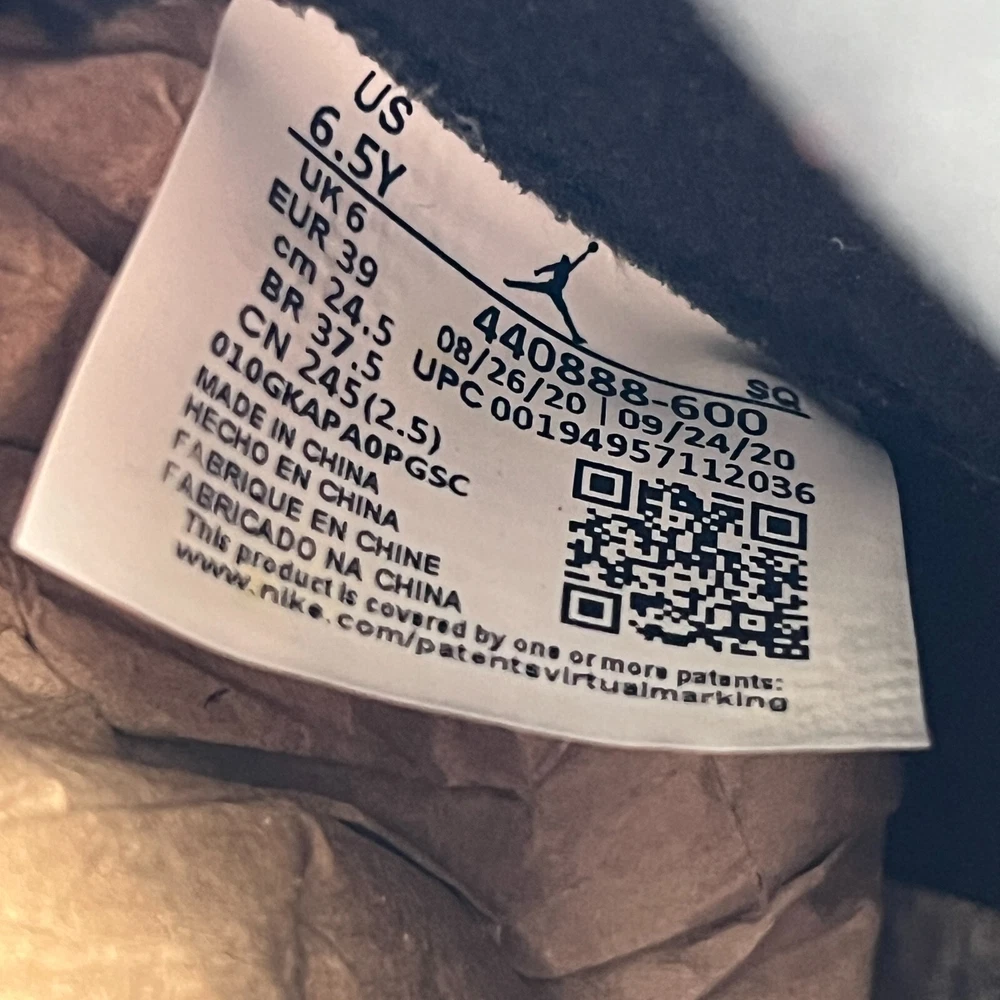 US
6.5Y
UK 6
EUR 39
cm 24.5
BR 37.5
CN 245(2.5)
010GKAPA0PGSC
MADE IN CHINA
HECHO EN CHINA
FABRIQUE EN CHINE
FABRICADO NA CHINA
This product is covered by one or more patents:
www.nike.com/patentsvirtualmarking
SQ
440888-600
08/26/20 | 09/24/20
UPC 00194957112036